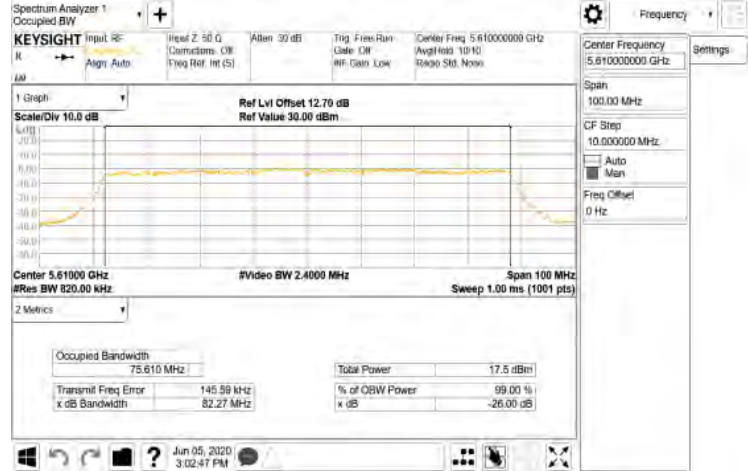 Spectrum Analyzer 1
Occupied BW
Frequency
KEYSIGHT Input: RF
Align: Auto
Input Z: 50 Ω
Corrections: Off
Freq Ref: Int (S)
Atten: 30 dB
Trig: Free Run
Gate: Off
#IF Gain: Low
Center Freq: 5.610000000 GHz
Avg|Hold: 10/10
Radio Std: None
Center Frequency
5.610000000 GHz
Settings
Span
100.00 MHz
CF Step
10.000000 MHz
Auto
Man
Freq Offset
0 Hz
1 Graph
Scale/Div 10.0 dB
Ref Lvl Offset 12.70 dB
Ref Value 30.00 dBm
Center 5.61000 GHz
#Res BW 820.00 kHz
#Video BW 2.4000 MHz
Span 100 MHz
Sweep 1.00 ms (1001 pts)
2 Metrics
Occupied Bandwidth
75.610 MHz
Transmit Freq Error 145.59 kHz
x dB Bandwidth 82.27 MHz
Total Power 17.5 dBm
% of OBW Power 99.00 %
x dB -26.00 dB
Jun 05, 2020
3:02:47 PM